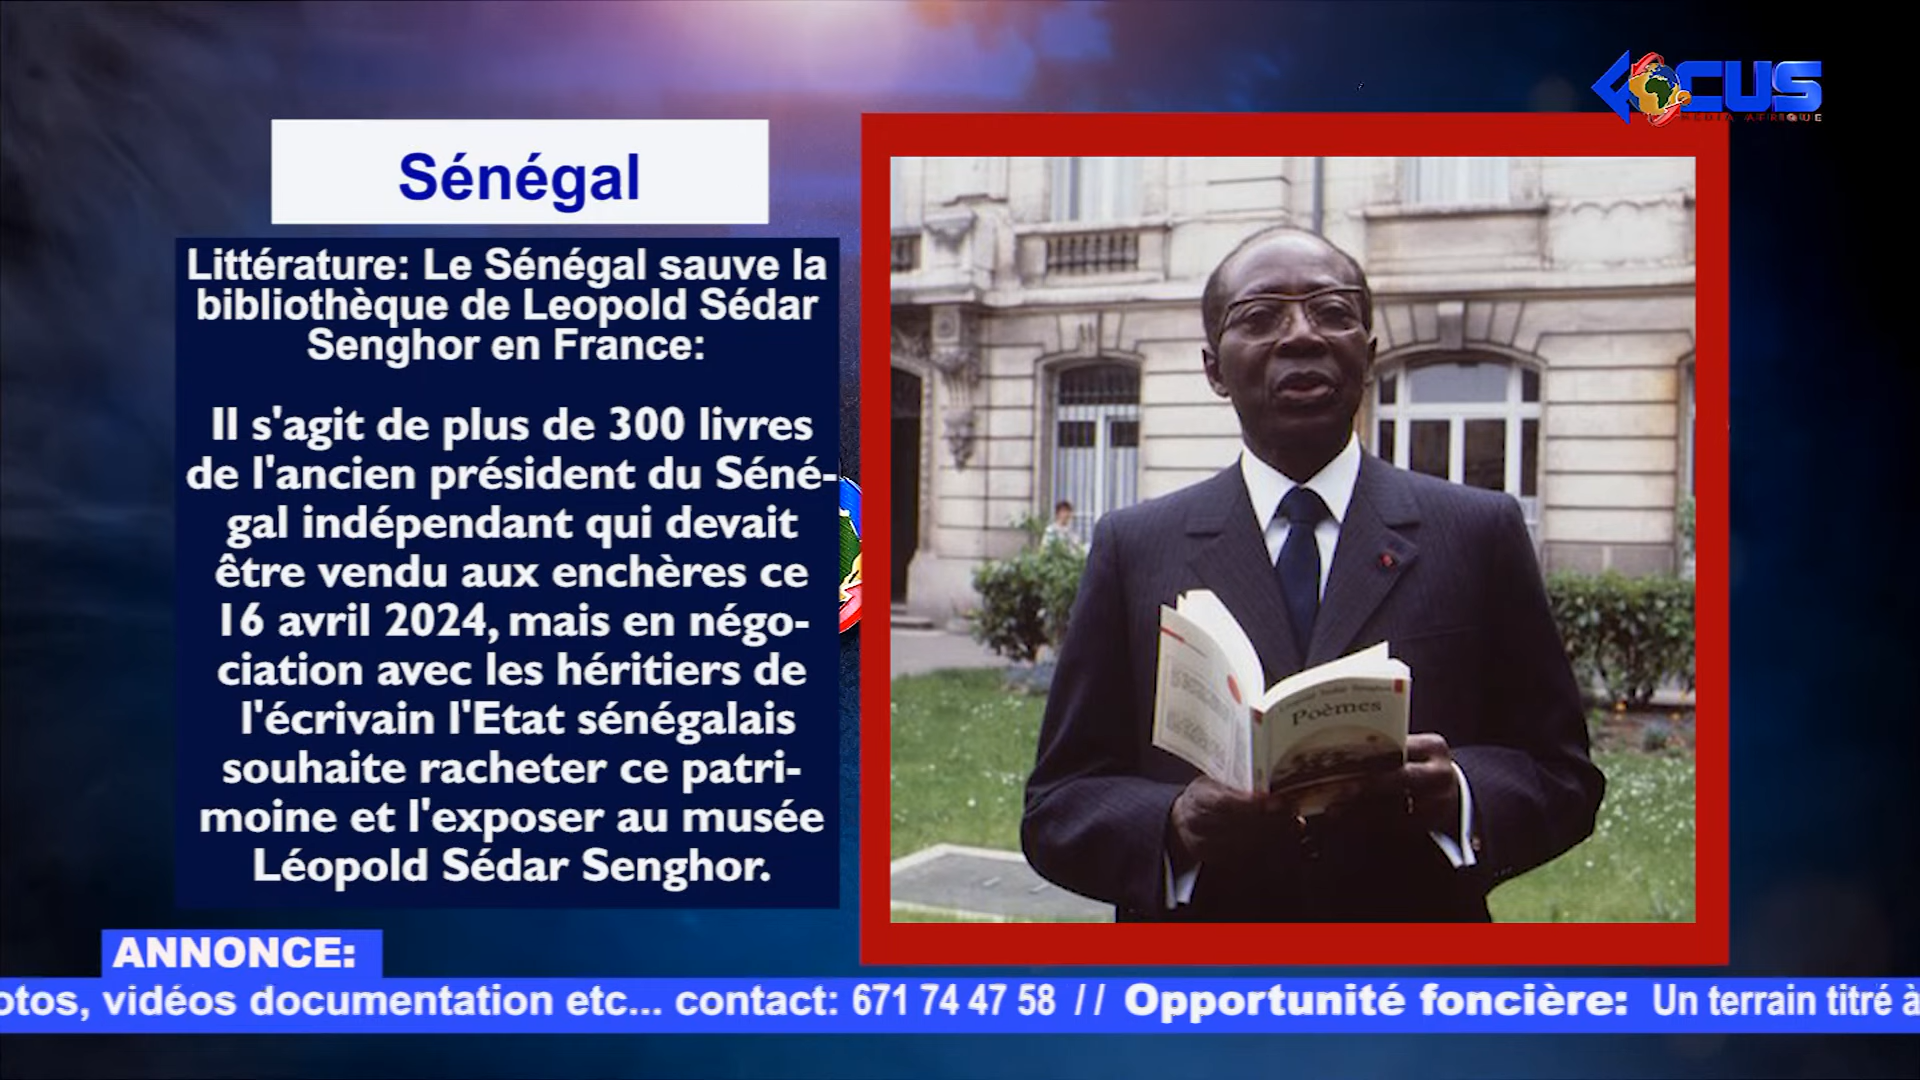 FOCUS
MEDIA AFRIQUE
Sénégal
Littérature: Le Sénégal sauve la
bibliothèque de Leopold Sédar
Senghor en France:
Il s'agit de plus de 300 livres
de l'ancien président du Séné-
gal indépendant qui devait
être vendu aux enchères ce
16 avril 2024, mais en négo-
ciation avec les héritiers de
l'écrivain l'Etat sénégalais
souhaite racheter ce patri-
moine et l'exposer au musée
Léopold Sédar Senghor.
Poèmes
ANNONCE:
otos, vidéos documentation etc... contact: 671 74 47 58 // Opportunité foncière: Un terrain titré à